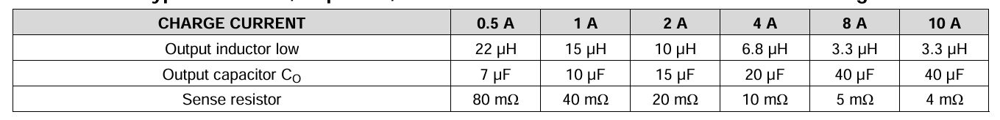 CHARGE CURRENT 0.5 A 1 A 2 A 4 A 8 A 10 A
Output inductor low 22 µH 15 µH 10 µH 6.8 µH 3.3 µH 3.3 µH
Output capacitor CO 7 µF 10 µF 15 µF 20 µF 40 µF 40 µF
Sense resistor 80 mΩ 40 mΩ 20 mΩ 10 mΩ 5 mΩ 4 mΩ